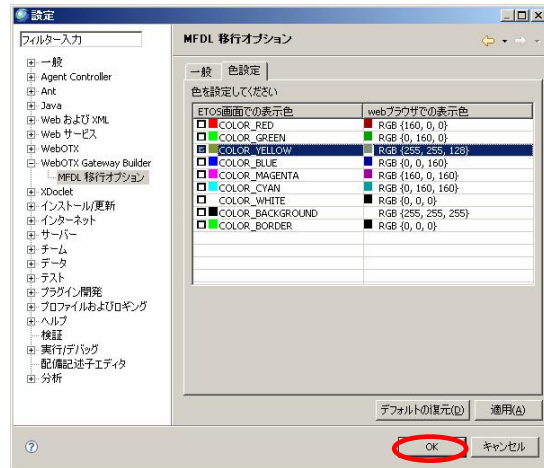 設定
フィルター入力
MFDL 移行オプション
一般
Agent Controller
Ant
Java
Web および XML
Web サービス
WebOTX
WebOTX Gateway Builder
MFDL 移行オプション
XDoclet
インストール/更新
インターネット
サーバー
チーム
データ
テスト
プラグイン開発
プロファイルおよびロギング
ヘルプ
検証
実行/デバッグ
配備記述子エディタ
分析
一般 色設定
色を設定してください
ETOS画面での表示色 webブラウザでの表示色
COLOR_RED RGB {160, 0, 0}
COLOR_GREEN RGB {0, 160, 0}
COLOR_YELLOW RGB {255, 255, 128}
COLOR_BLUE RGB {0, 0, 160}
COLOR_MAGENTA RGB {160, 0, 160}
COLOR_CYAN RGB {0, 160, 160}
COLOR_WHITE RGB {0, 0, 0}
COLOR_BACKGROUND RGB {255, 255, 255}
COLOR_BORDER RGB {0, 0, 0}
デフォルトの復元(D) 適用(A)
OK キャンセル